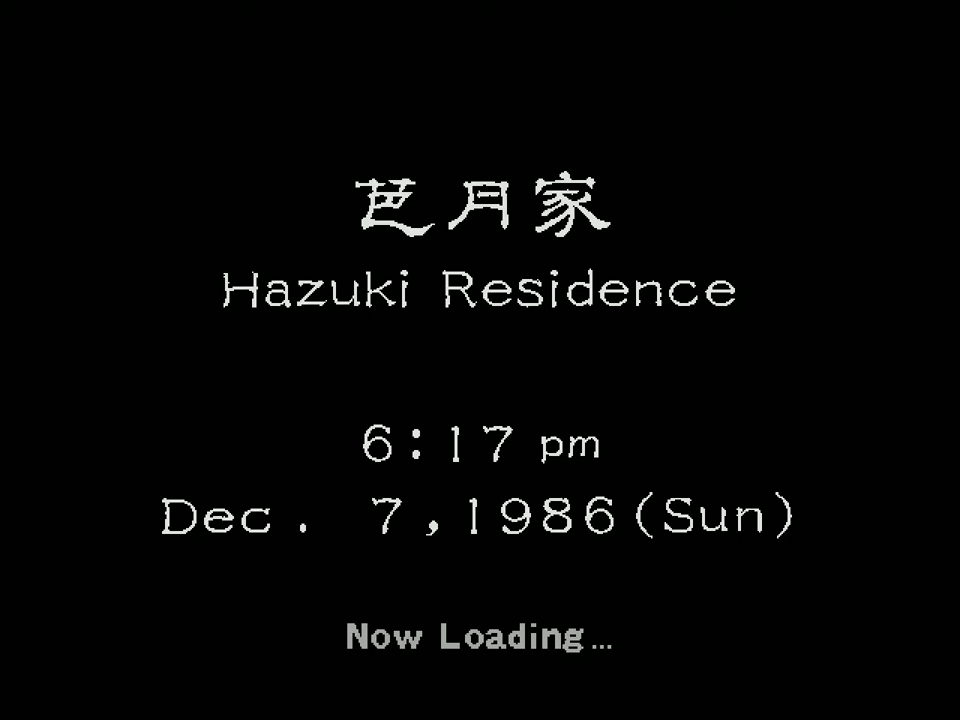 芭月家
Hazuki Residence
6:17 pm
Dec. 7,1986(Sun)
Now Loading...